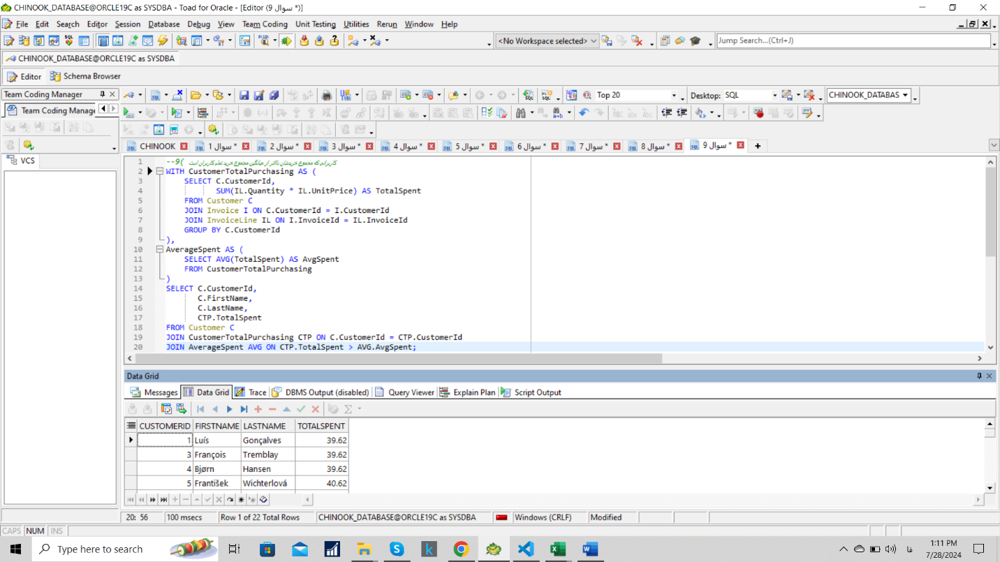 CHINOOK_DATABASE@ORCLE19C as SYSDBA - Toad for Oracle - [Editor (سوال 9 *)]
File Edit Search Editor Session Database Debug View Team Coding Unit Testing Utilities Rerun Window Help
<No Workspace selected> Jump Search...(Ctrl+J)
CHINOOK_DATABASE@ORCLE19C as SYSDBA
Editor Schema Browser
Team Coding Manager
Top 20 Desktop: SQL CHINOOK_DATABAS
Team Coding Manage
CHINOOK سوال 1 * سوال 2 * سوال 3 * سوال 4 * سوال 5 * سوال 6 * سوال 7 * سوال 8 * سوال 9 *
VCS
1 --9( کاربرانی که مجموع خریدشان بالاتر از میانگین مجموع خرید تمام کاربران است
2 WITH CustomerTotalPurchasing AS (
3 SELECT C.CustomerId,
4 SUM(IL.Quantity * IL.UnitPrice) AS TotalSpent
5 FROM Customer C
6 JOIN Invoice I ON C.CustomerId = I.CustomerId
7 JOIN InvoiceLine IL ON I.InvoiceId = IL.InvoiceId
8 GROUP BY C.CustomerId
9 ),
10 AverageSpent AS (
11 SELECT AVG(TotalSpent) AS AvgSpent
12 FROM CustomerTotalPurchasing
13 )
14 SELECT C.CustomerId,
15 C.FirstName,
16 C.LastName,
17 CTP.TotalSpent
18 FROM Customer C
19 JOIN CustomerTotalPurchasing CTP ON C.CustomerId = CTP.CustomerId
20 JOIN AverageSpent AVG ON CTP.TotalSpent > AVG.AvgSpent;
Data Grid
Messages Data Grid Trace DBMS Output (disabled) Query Viewer Explain Plan Script Output
CUSTOMERID FIRSTNAME LASTNAME TOTALSPENT
1 Luís Gonçalves 39.62
3 François Tremblay 39.62
4 Bjørn Hansen 39.62
5 František Wichterlová 40.62
20: 56 100 msecs Row 1 of 22 Total Rows CHINOOK_DATABASE@ORCLE19C as SYSDBA Windows (CRLF) Modified
CAPS NUM INS
Type here to search فا 1:11 PM
7/28/2024